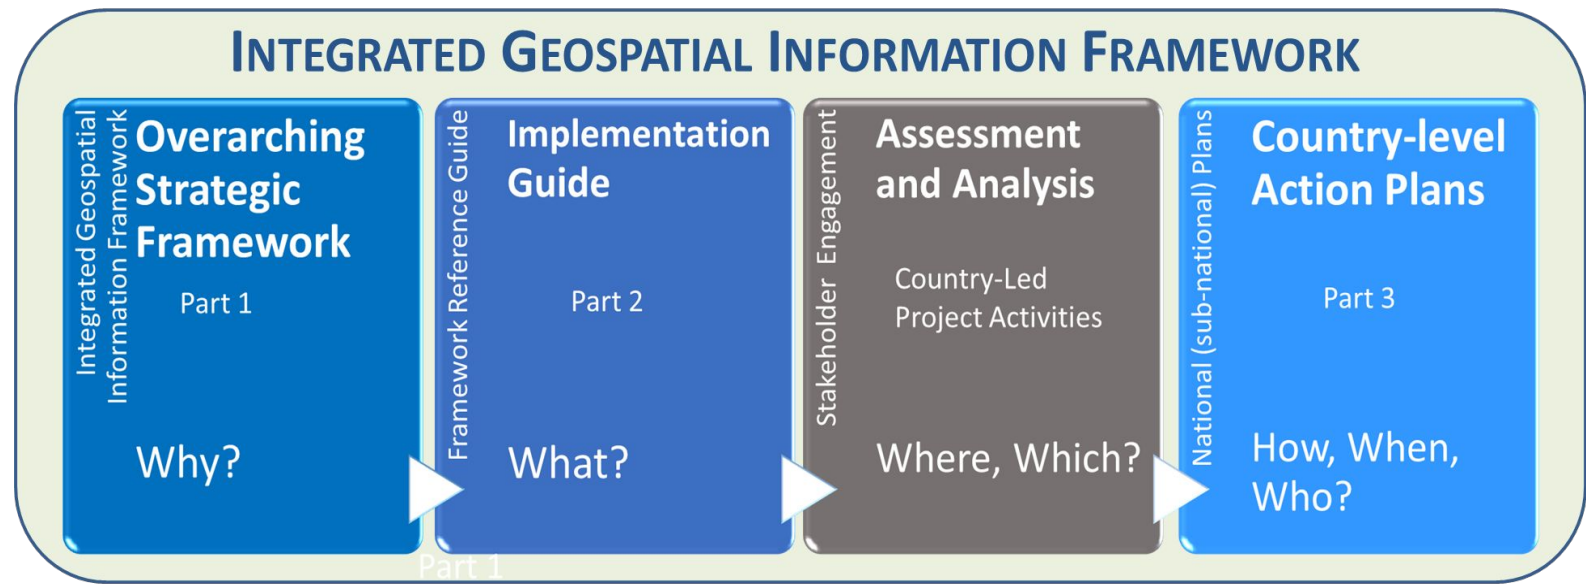 INTEGRATED GEOSPATIAL INFORMATION FRAMEWORK
Integrated Geospatial
Information Framework
Overarching
Strategic
Framework
Part 1
Why?
Framework Reference Guide
Implementation
Guide
Part 2
What?
Stakeholder Engagement
Assessment
and Analysis
Country-Led
Project Activities
Where, Which?
National (sub-national) Plans
Country-level
Action Plans
Part 3
How, When,
Who?
Part 1